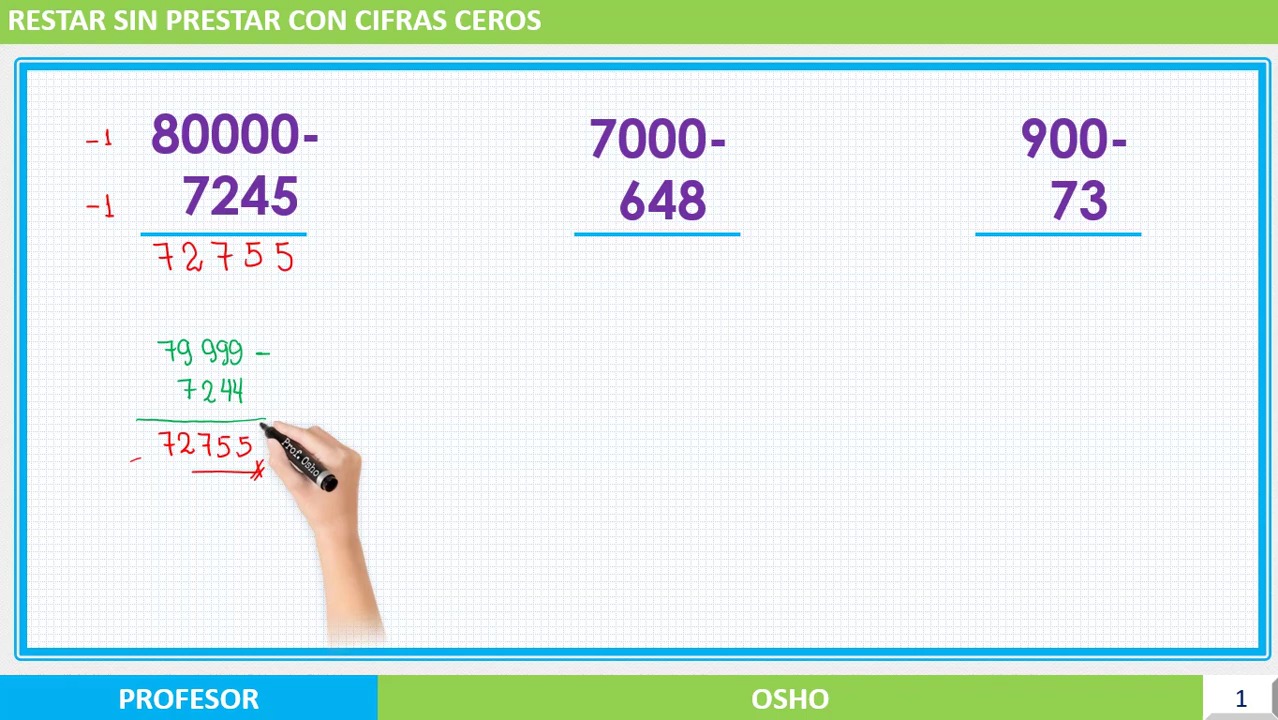 RESTAR SIN PRESTAR CON CIFRAS CEROS
-1 80000-
-1 7245
72755
79999 -
7244
72755
7000-
648
900-
73
Prof. Osho
PROFESOR
OSHO
1